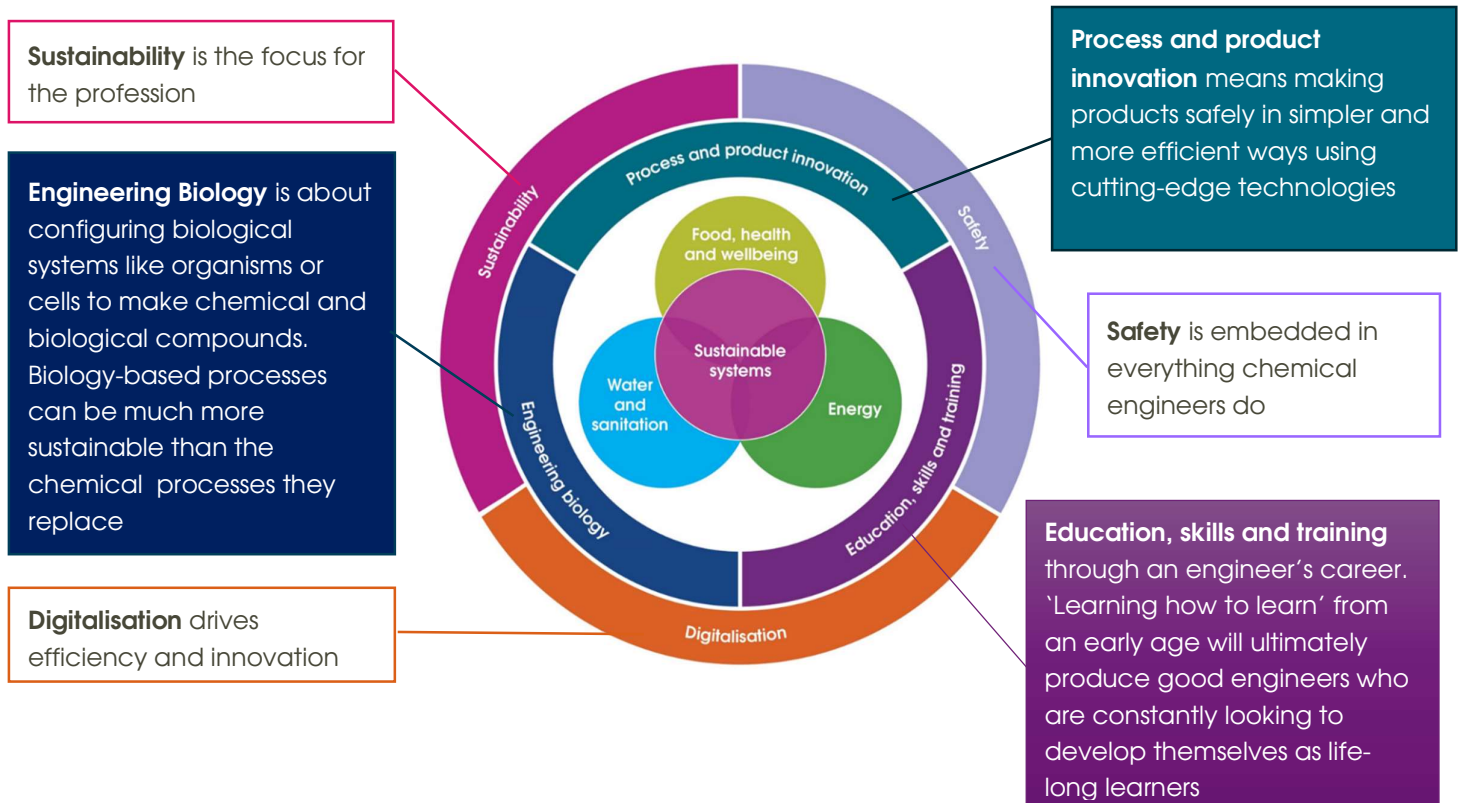 Sustainability is the focus for
the profession
Engineering Biology is about
configuring biological
systems like organisms or
cells to make chemical and
biological compounds.
Biology-based processes
can be much more
sustainable than the
chemical  processes they
replace
Digitalisation drives
efficiency and innovation
Sustainability
Process and product innovation
Safety
Food, health
and wellbeing
Sustainable
systems
Water
and
sanitation
Energy
Engineering biology
Education, skills and training
Digitalisation
Process and product
innovation means making
products safely in simpler and
more efficient ways using
cutting-edge technologies
Safety is embedded in
everything chemical
engineers do
Education, skills and training
through an engineer’s career.
‘Learning how to learn’ from
an early age will ultimately
produce good engineers who
are constantly looking to
develop themselves as life-
long learners